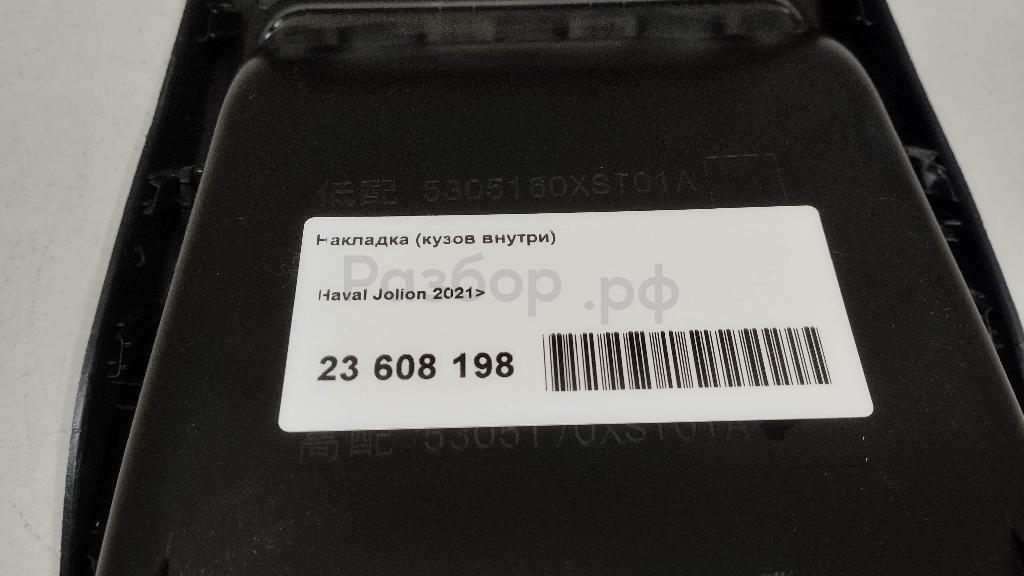 低配 5305160XST01A
Накладка (кузов внутри)
Разбор.рф
Haval Jolion 2021>
23 608 198
高配 5305170XST01A